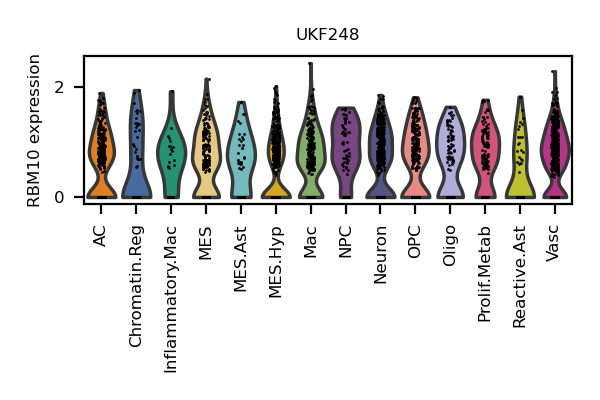 UKF248
RBM10 expression
2
0
AC
Chromatin.Reg
Inflammatory.Mac
MES
MES.Ast
MES.Hyp
Mac
NPC
Neuron
OPC
Oligo
Prolif.Metab
Reactive.Ast
Vasc